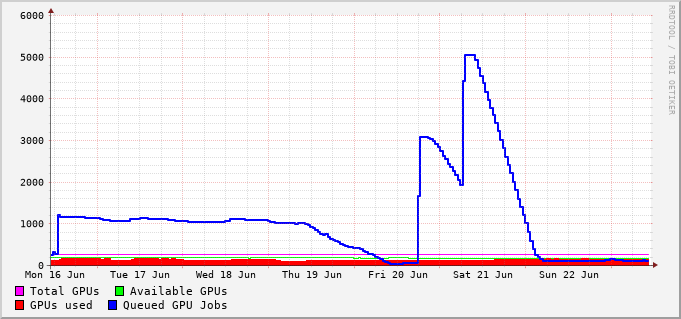 6000
5000
4000
3000
2000
1000
0
Mon 16 Jun Tue 17 Jun Wed 18 Jun Thu 19 Jun Fri 20 Jun Sat 21 Jun Sun 22 Jun
Total GPUs Available GPUs
GPUs used Queued GPU Jobs
RRDTOOL / TOBI OETIKER